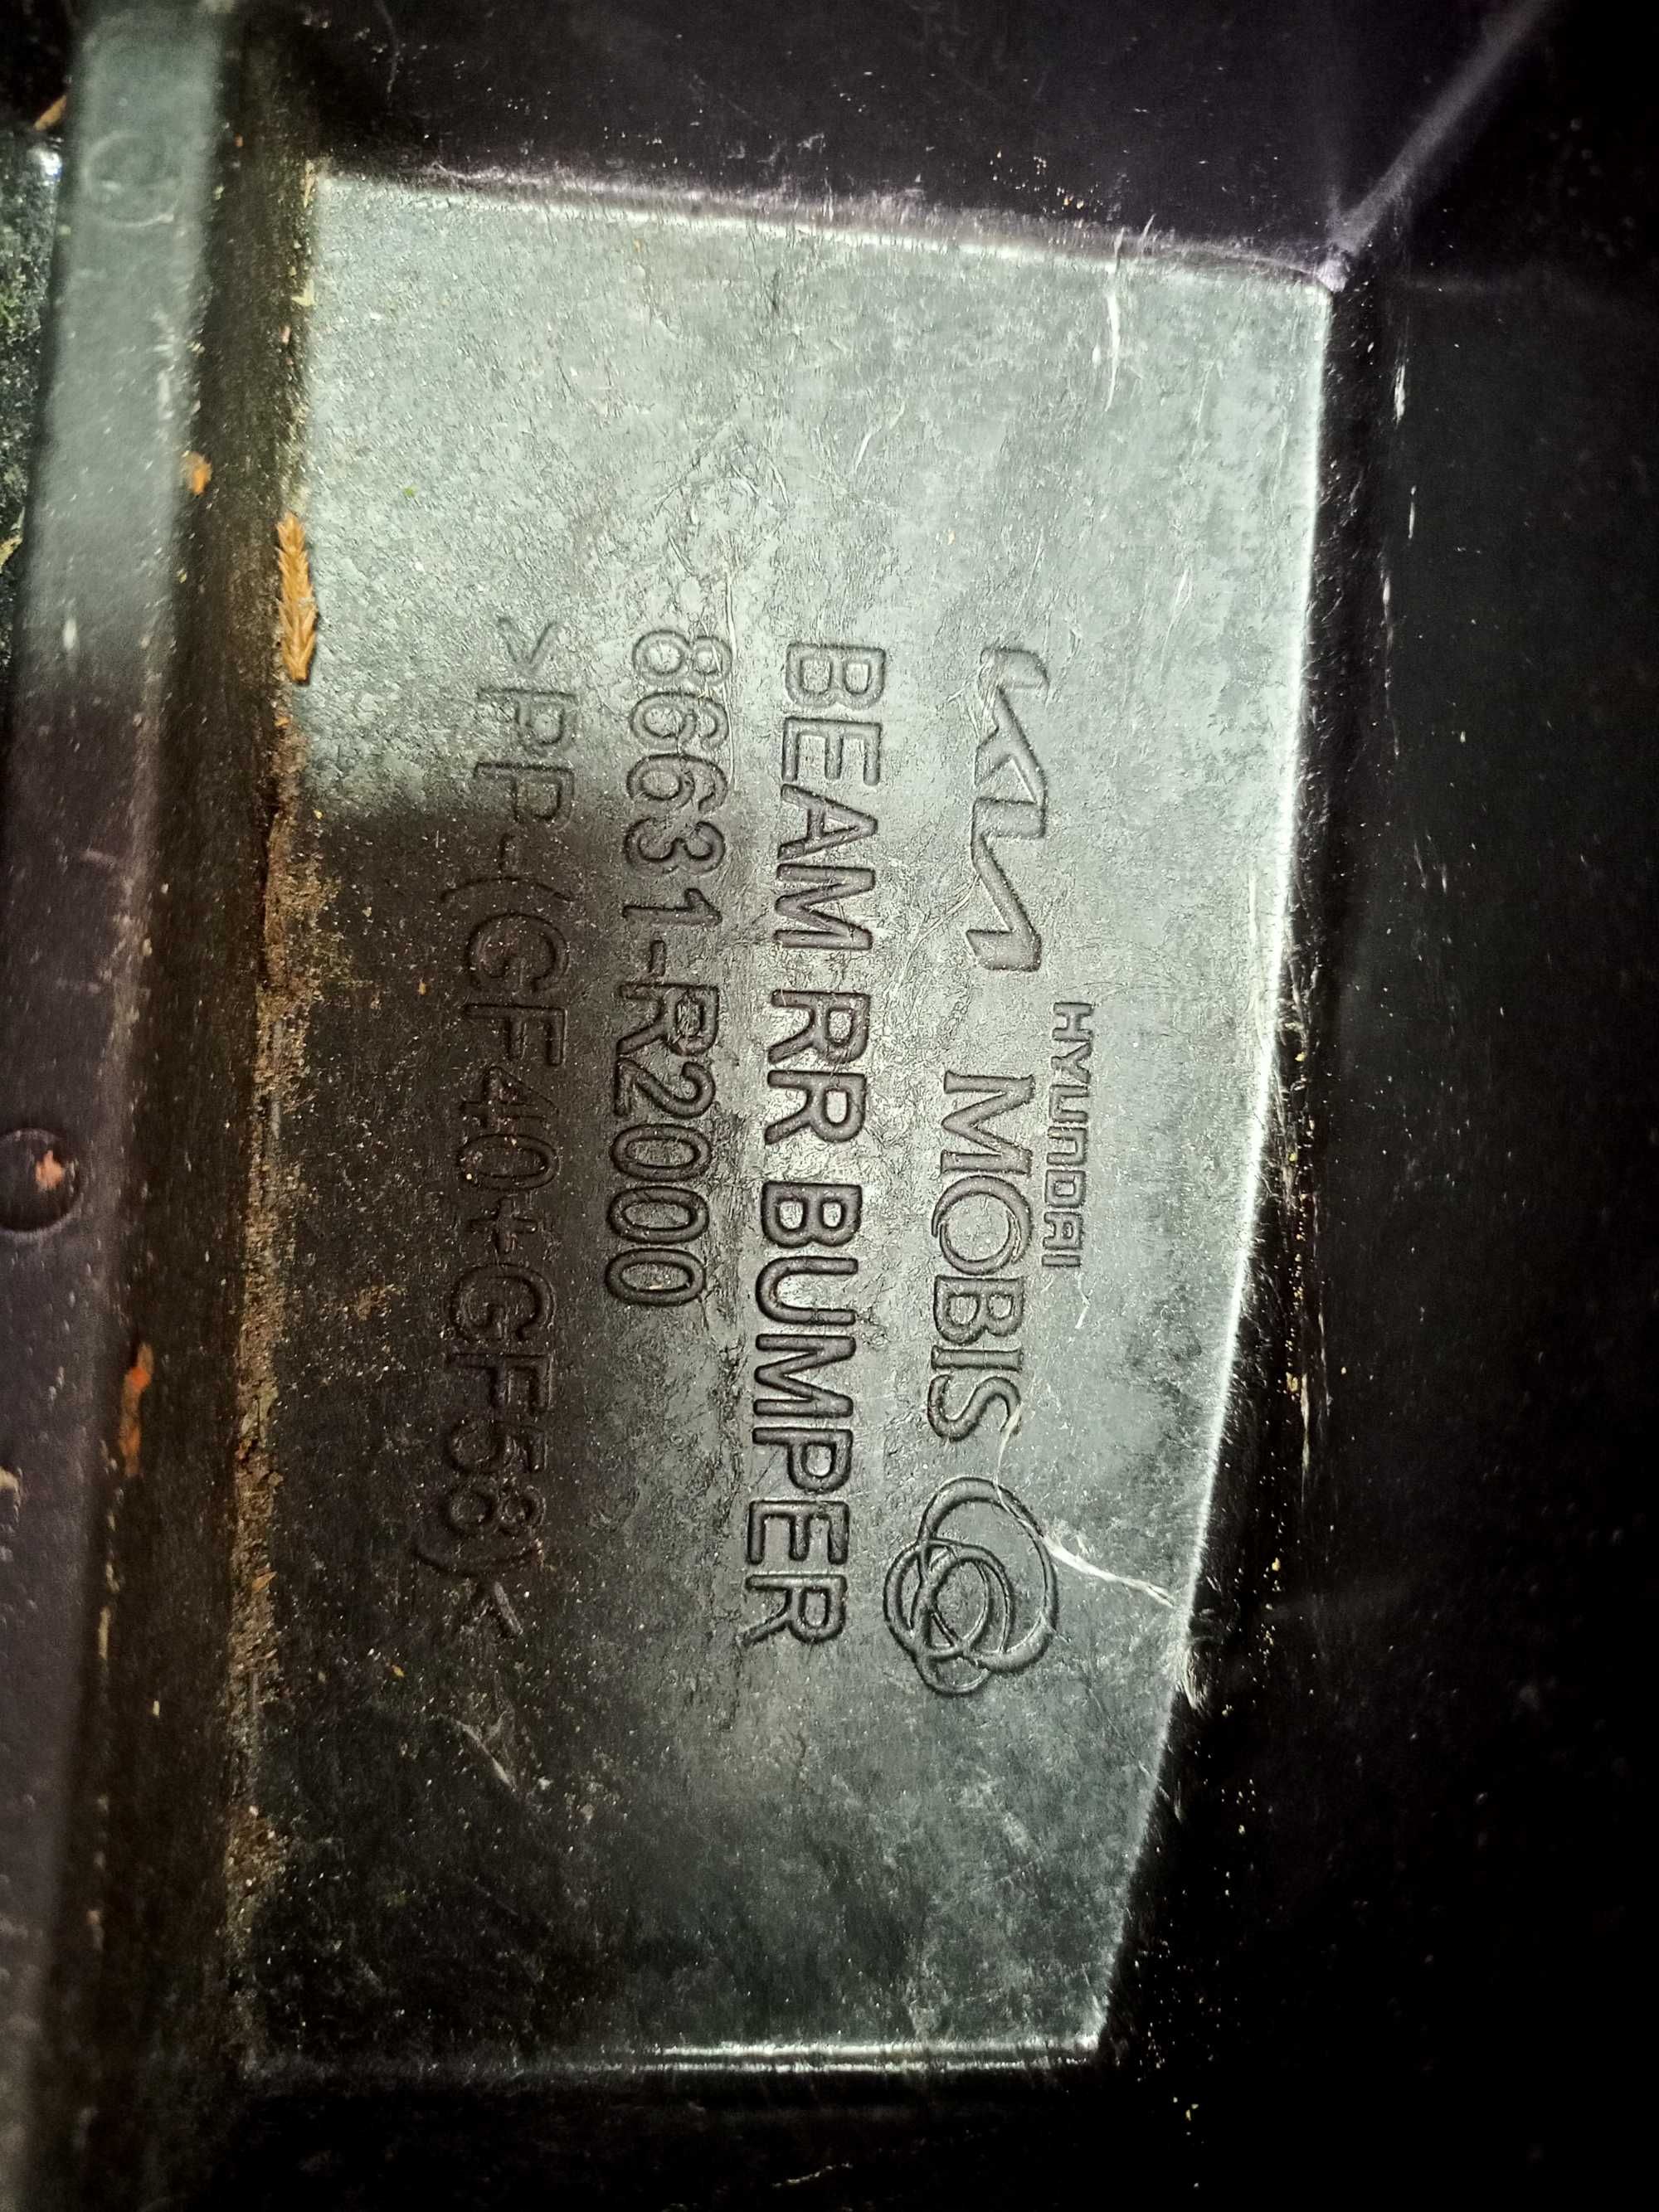 KIA HYUNDAI MOBIS
BEAM-RR BUMPER
86631-R2000
>PP-(GF40+GF58)<